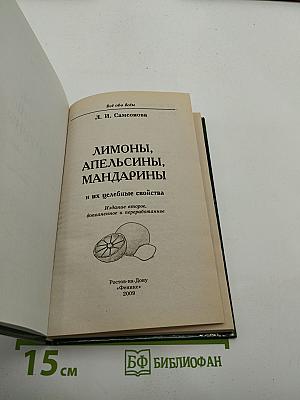 Всё обо всём
Л. И. Самсонова
ЛИМОНЫ,
АПЕЛЬСИНЫ,
МАНДАРИНЫ
и их целебные свойства
Издание второе,
дополненное и переработанное
Ростов-на-Дону
«Феникс»
2009
15 см
БФ БИБЛИОФАН